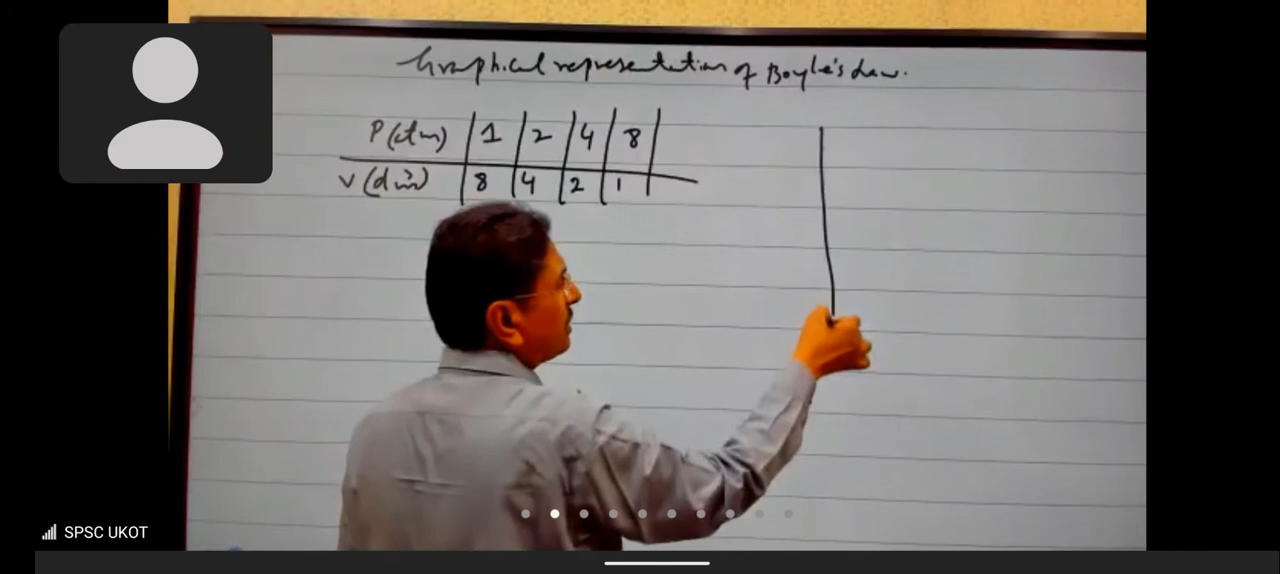 Graphical representation of Boyle's Law.
P(atm) | 1 | 2 | 4 | 8 |
V(dm³) | 8 | 4 | 2 | 1 |
SPSC UKOT